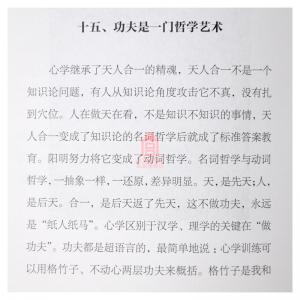 十五、功夫是一门哲学艺术
心学继承了天人合一的精魂,天人合一不是一个
知识论问题,有人从知识论角度攻击它不真,没有扎
到穴位。人在做天在看,不是知识不知识的事情,天
人合一变成了知识论的名词哲学后就成了标准答案教
育。阳明努力将它变成了动词哲学。名词哲学与动词
哲学,一抽象一样,一还原,差异明显。天,是先天;人,
是后天。合一,是后天返了先天,这不做功夫,永远
是“纸人纸马”。心学区别于汉学、理学的关键在“做
功夫”。功夫都是超语言的,最简单地说;心学训练可
以用格竹子、不动心两层功夫来概括。格竹子是我和